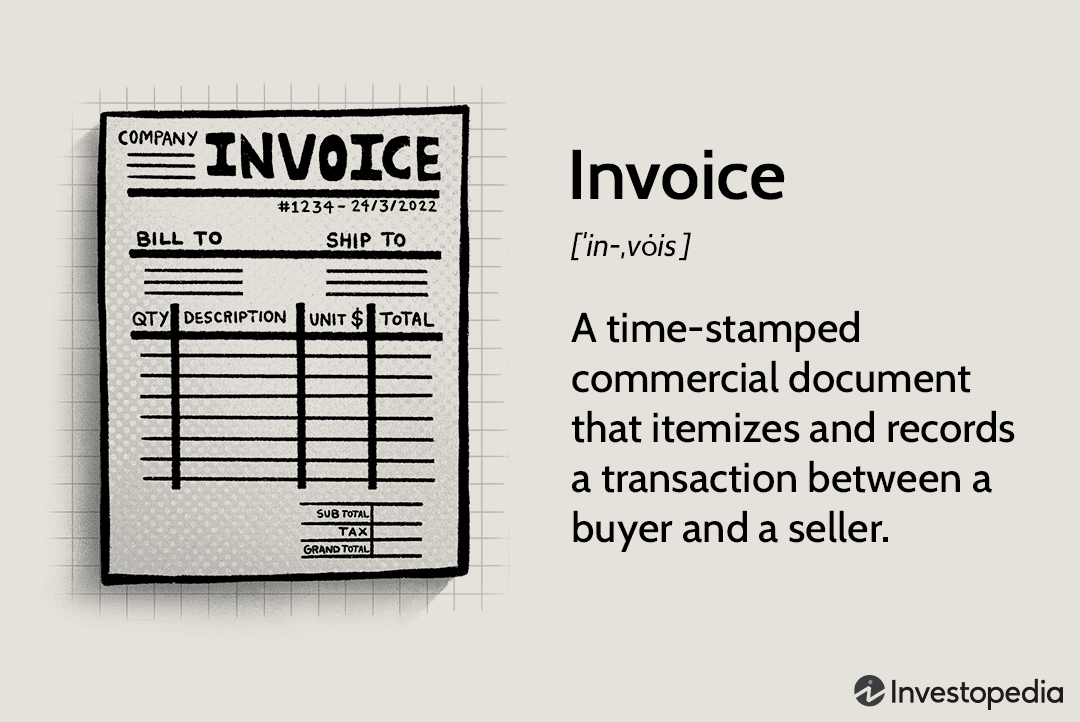 COMPANY INVOICE
#1234 - 24/3/2022
BILL TO SHIP TO
QTY DESCRIPTION UNIT $ TOTAL
SUB TOTAL
TAX
GRAND TOTAL
Invoice
[ˈin-ˌvȯis]
A time-stamped
commercial document
that itemizes and records
a transaction between a
buyer and a seller.
Investopedia